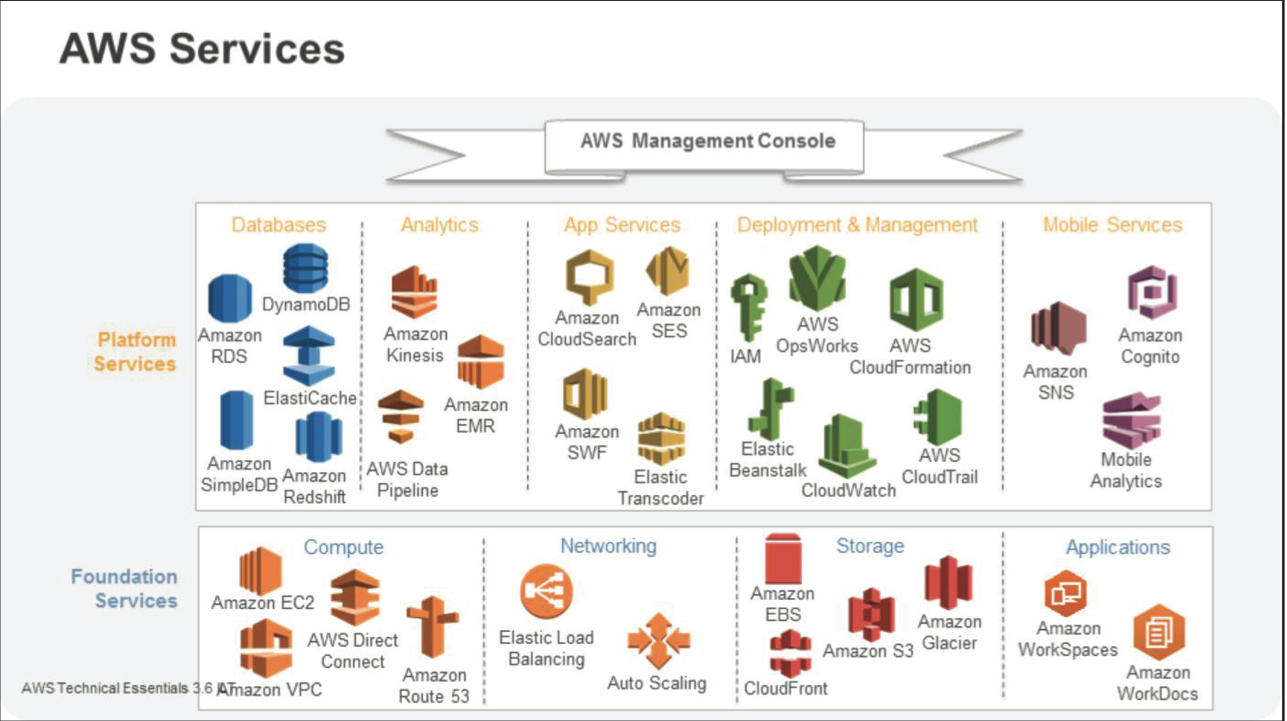 AWS Services
AWS Management Console
Platform
Services
Databases
Amazon
RDS
DynamoDB
ElastiCache
Amazon
SimpleDB
Amazon
Redshift
Analytics
Amazon
Kinesis
Amazon
EMR
AWS Data
Pipeline
App Services
Amazon
CloudSearch
Amazon
SES
Amazon
SWF
Elastic
Transcoder
Deployment & Management
IAM
AWS
OpsWorks
AWS
CloudFormation
Elastic
Beanstalk
CloudWatch
AWS
CloudTrail
Mobile Services
Amazon
SNS
Amazon
Cognito
Mobile
Analytics
Foundation
Services
Compute
Amazon EC2
AWS Direct
Connect
Amazon VPC
Amazon
Route 53
Networking
Elastic Load
Balancing
Auto Scaling
Storage
Amazon
EBS
Amazon S3
Amazon
Glacier
CloudFront
Applications
Amazon
WorkSpaces
Amazon
WorkDocs
AWS Technical Essentials 3.6